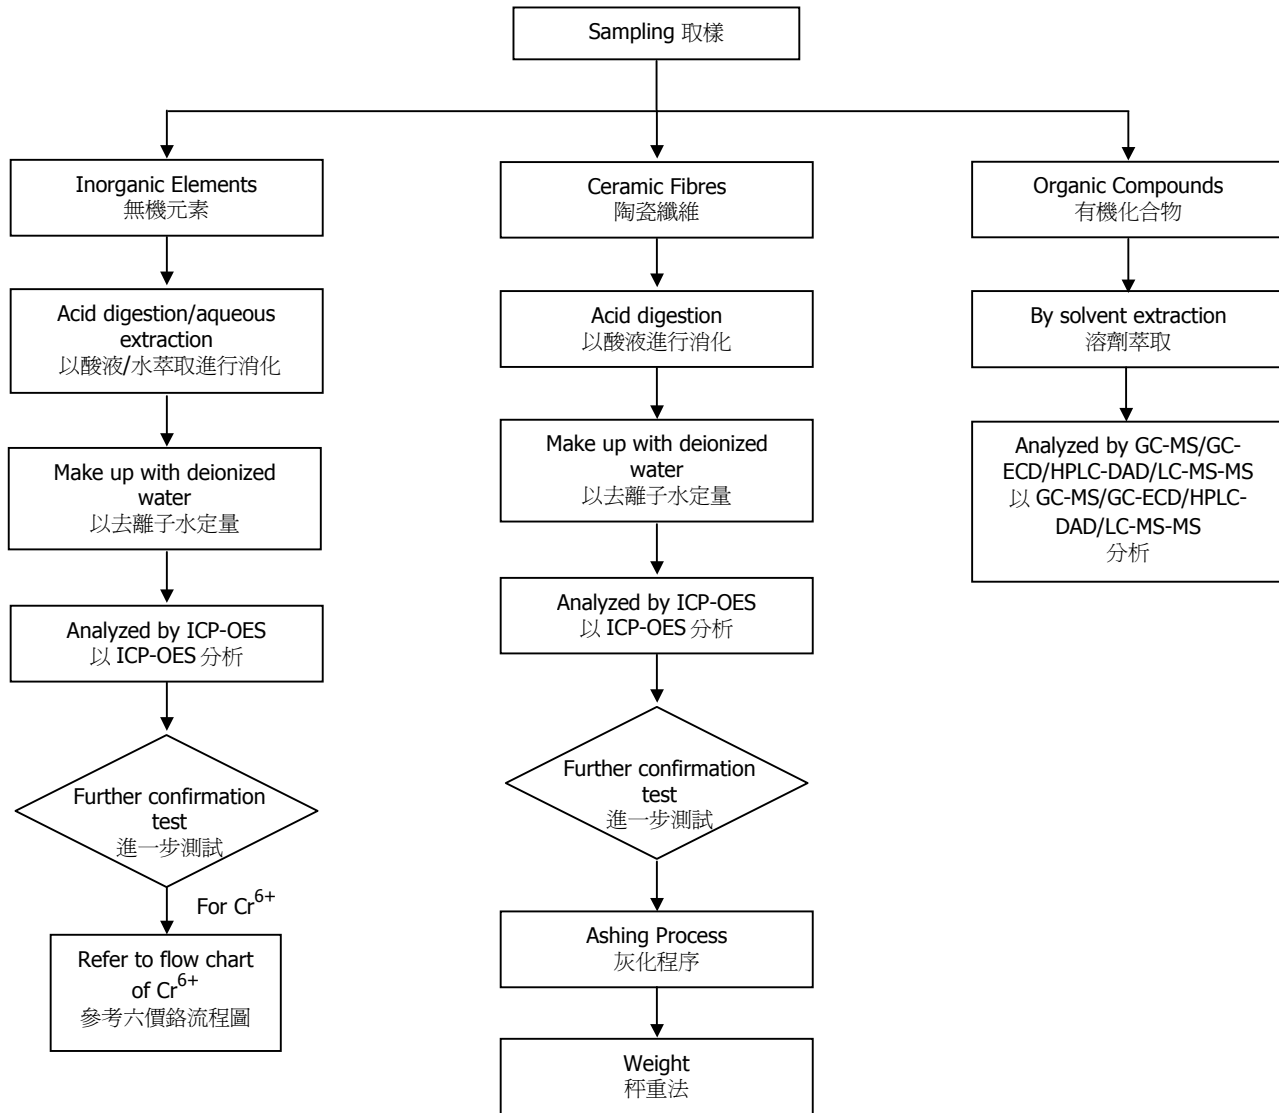 Sampling 取樣
Inorganic Elements
無機元素
Ceramic Fibres
陶瓷纖維
Organic Compounds
有機化合物
Acid digestion/aqueous
extraction
以酸液/水萃取進行消化
Acid digestion
以酸液進行消化
By solvent extraction
溶劑萃取
Make up with deionized
water
以去離子水定量
Make up with deionized
water
以去離子水定量
Analyzed by GC-MS/GC-
ECD/HPLC-DAD/LC-MS-MS
以 GC-MS/GC-ECD/HPLC-
DAD/LC-MS-MS
分析
Analyzed by ICP-OES
以 ICP-OES 分析
Analyzed by ICP-OES
以 ICP-OES 分析
Further confirmation
test
進一步測試
Further confirmation
test
進一步測試
For Cr⁶⁺
Refer to flow chart
of Cr⁶⁺
參考六價鉻流程圖
Ashing Process
灰化程序
Weight
秤重法